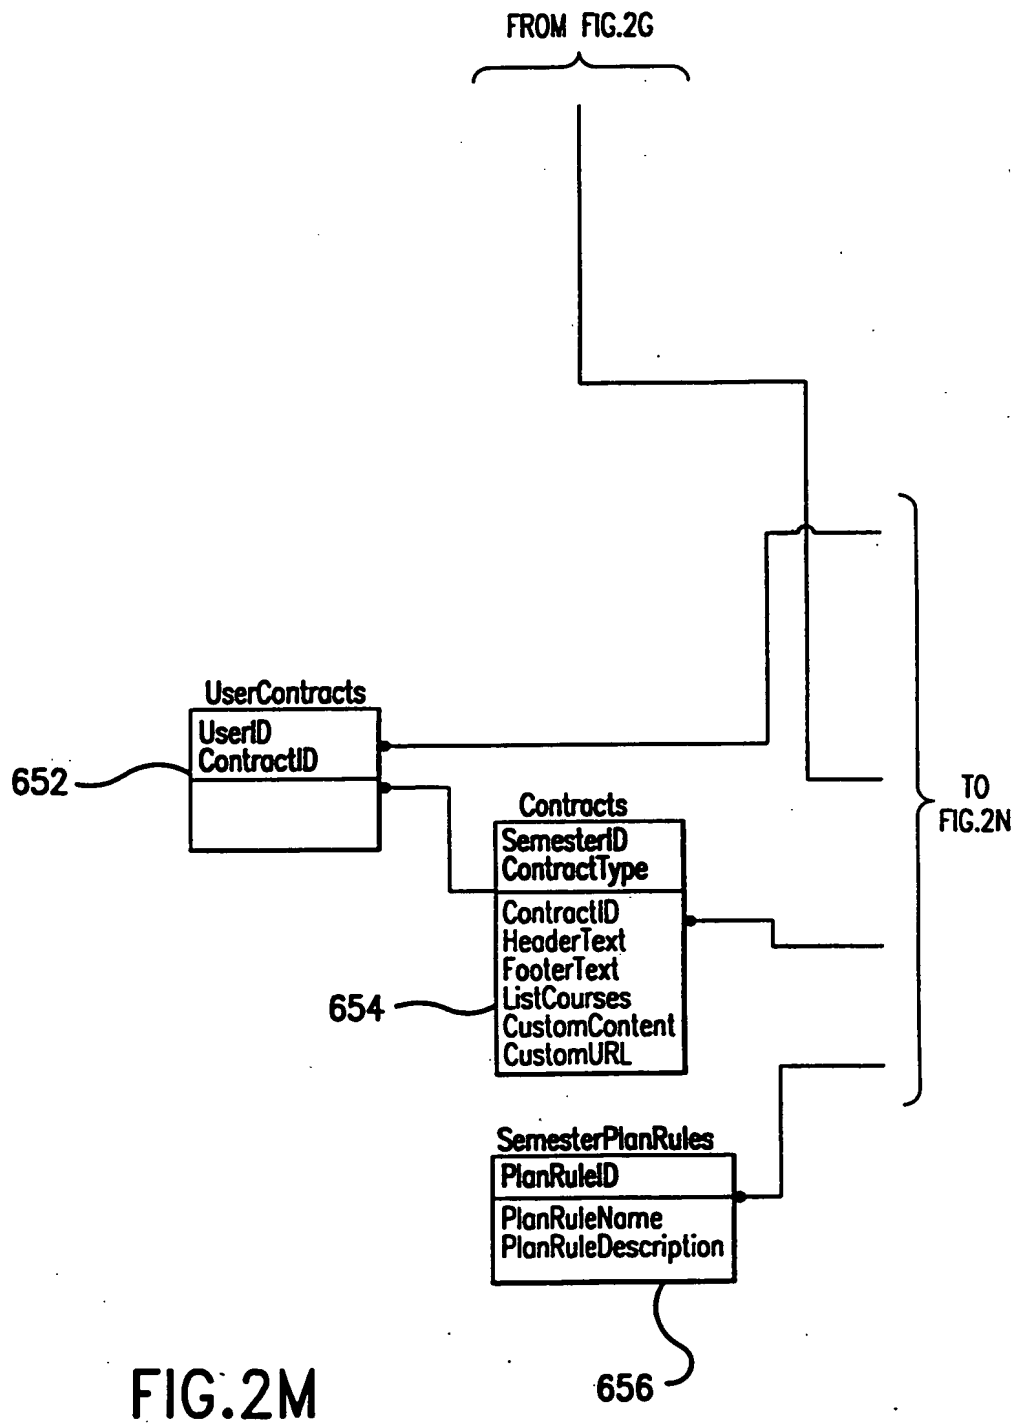 FROM FIG.2G
UserContracts
UserID
ContractID
652
Contracts
SemesterID
ContractType
ContractID
HeaderText
FooterText
ListCourses
CustomContent
CustomURL
654
TO
FIG.2N
SemesterPlanRules
PlanRuleID
PlanRuleName
PlanRuleDescription
656
FIG.2M